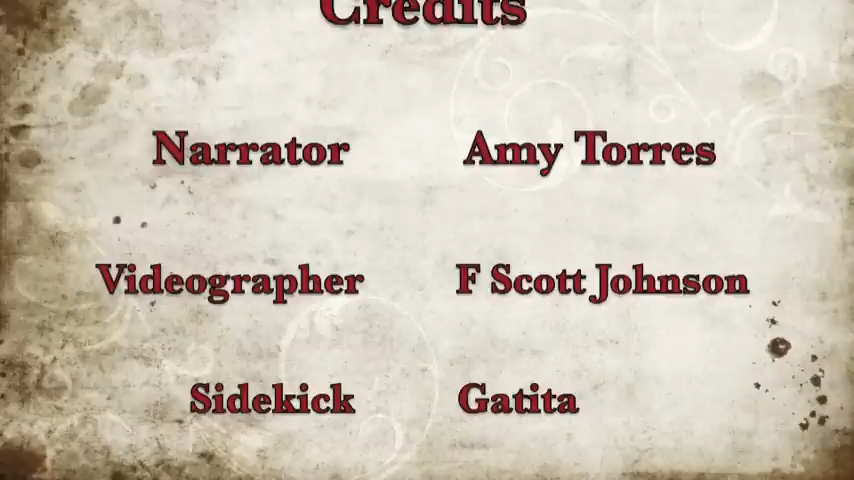 Credits
Narrator Amy Torres
Videographer F Scott Johnson
Sidekick Gatita